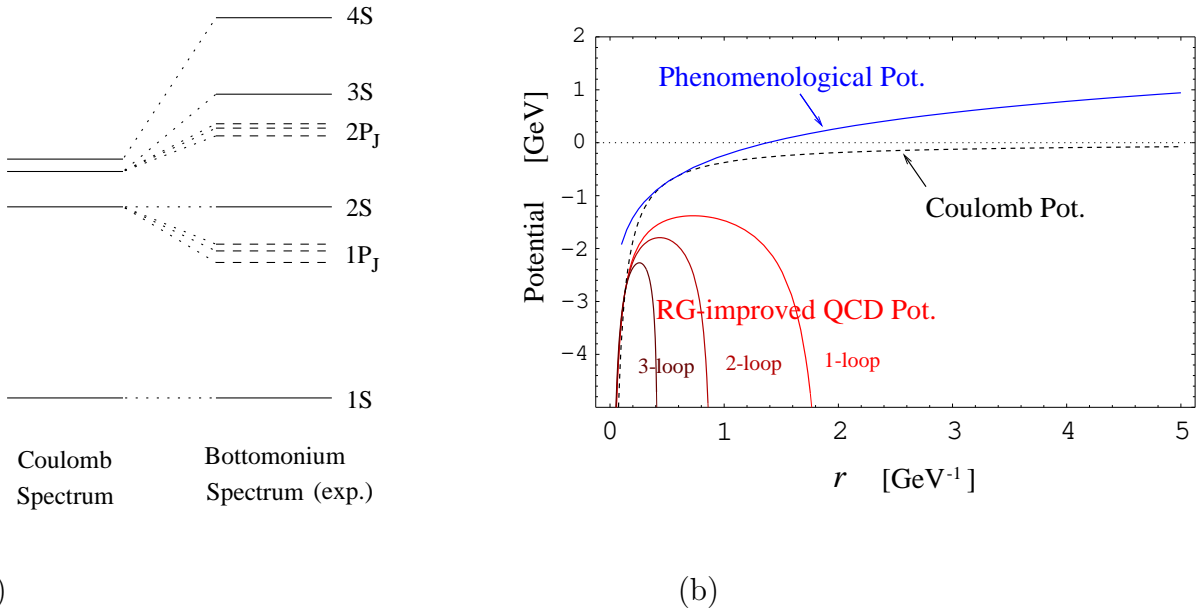 4S
3S
2P_J
2S
1P_J
1S
Coulomb
Spectrum
Bottomonium
Spectrum (exp.)
)
2
1
0
-1
-2
-3
-4
Potential [GeV]
Phenomenological Pot.
Coulomb Pot.
RG-improved QCD Pot.
3-loop 2-loop 1-loop
0 1 2 3 4 5
r [GeV⁻¹]
(b)